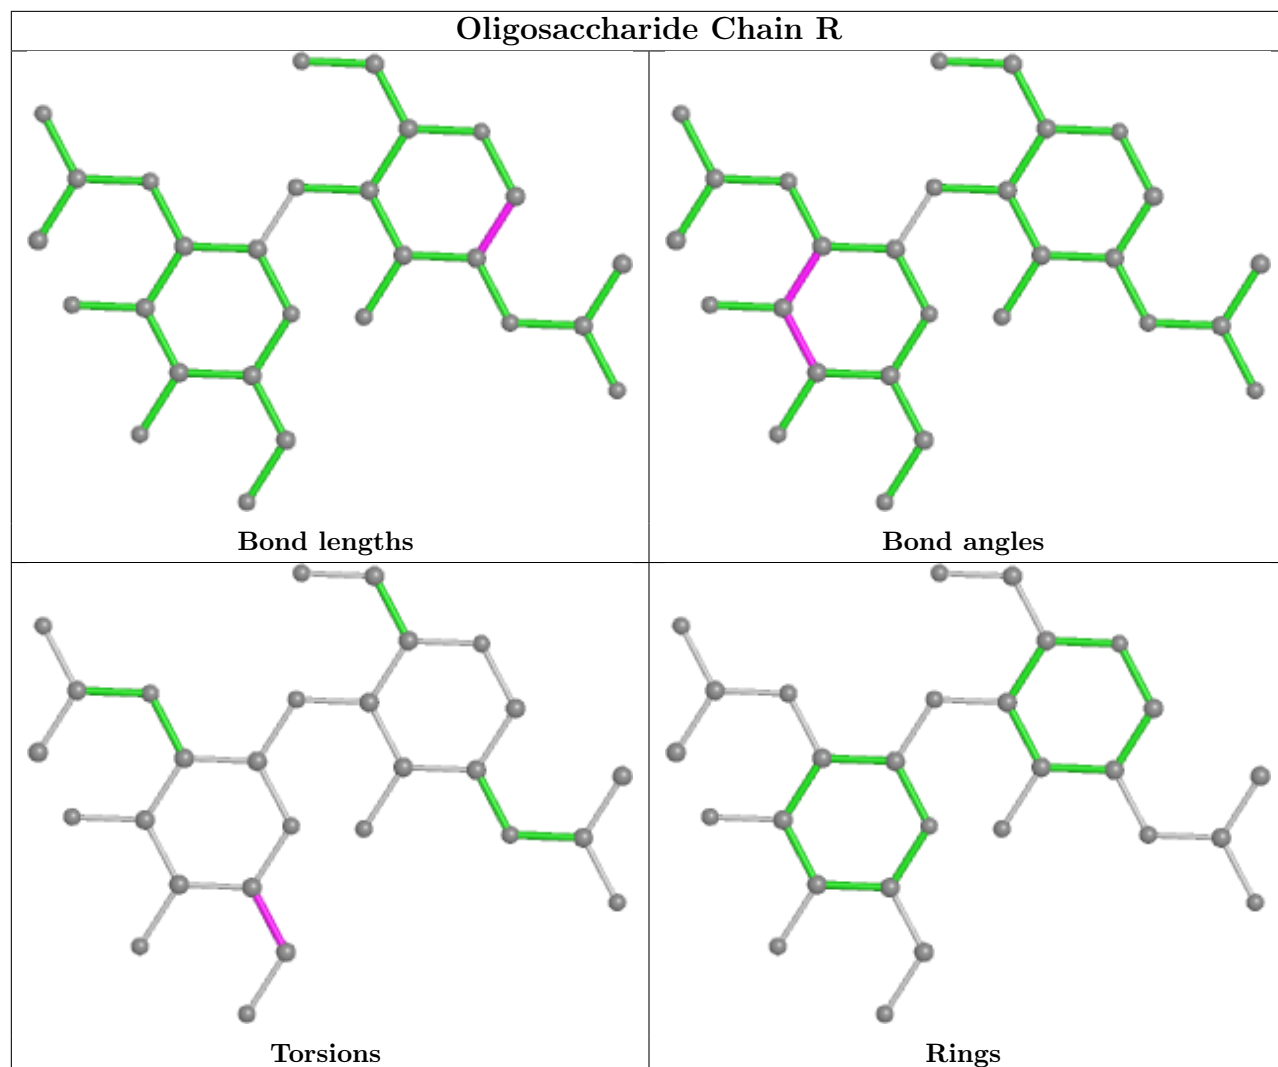 Oligosaccharide Chain R
Bond lengths
Bond angles
Torsions
Rings